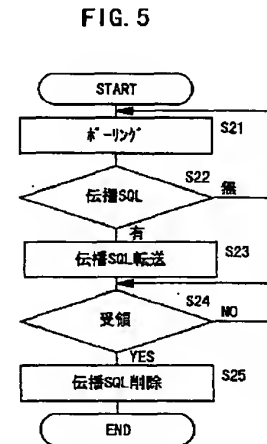 FIG. 5
START
ﾎﾟｰﾘﾝｸﾞ S21
伝播SQL S22 無
有
伝播SQL転送 S23
受領 S24 NO
YES
伝播SQL削除 S25
END